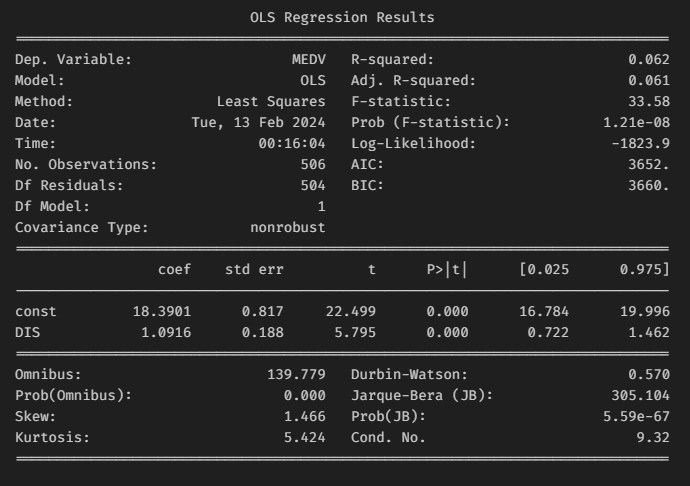 OLS Regression Results
Dep. Variable: MEDV R-squared: 0.062
Model: OLS Adj. R-squared: 0.061
Method: Least Squares F-statistic: 33.58
Date: Tue, 13 Feb 2024 Prob (F-statistic): 1.21e-08
Time: 00:16:04 Log-Likelihood: -1823.9
No. Observations: 506 AIC: 3652.
Df Residuals: 504 BIC: 3660.
Df Model: 1
Covariance Type: nonrobust
coef std err t P>|t| [0.025 0.975]
const 18.3901 0.817 22.499 0.000 16.784 19.996
DIS 1.0916 0.188 5.795 0.000 0.722 1.462
Omnibus: 139.779 Durbin-Watson: 0.570
Prob(Omnibus): 0.000 Jarque-Bera (JB): 305.104
Skew: 1.466 Prob(JB): 5.59e-67
Kurtosis: 5.424 Cond. No. 9.32